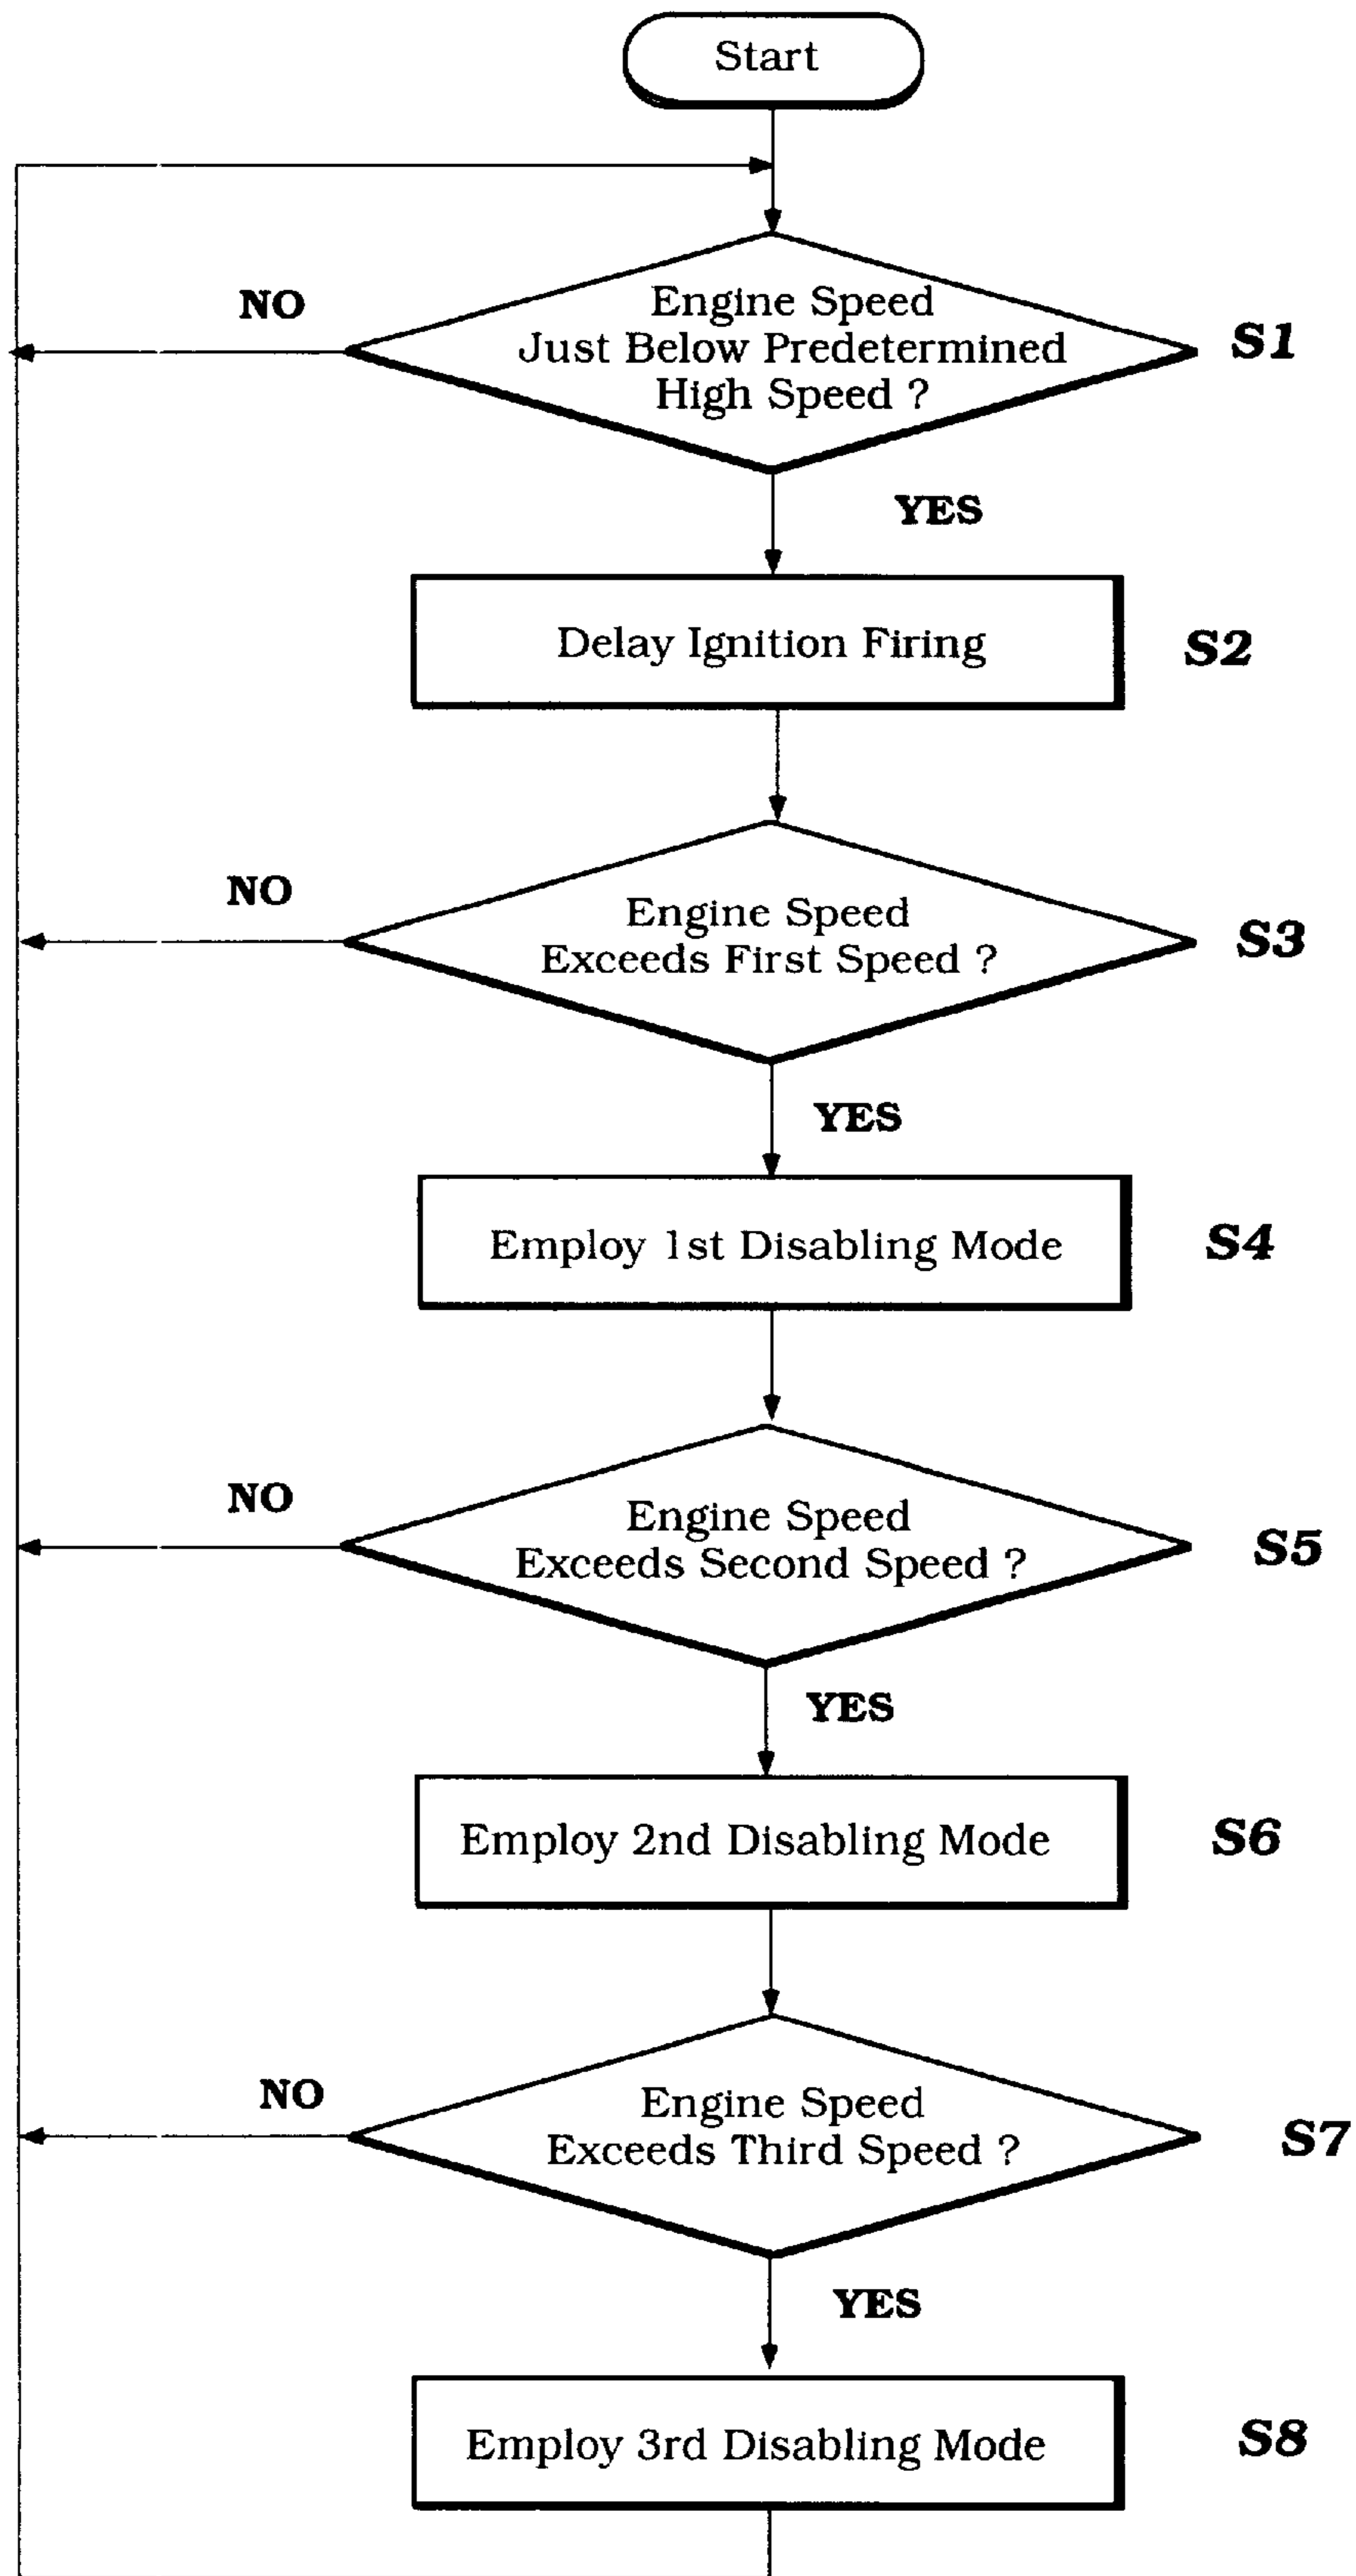 Start
NO
Engine Speed
Just Below Predetermined
High Speed ?
S1
YES
Delay Ignition Firing
S2
NO
Engine Speed
Exceeds First Speed ?
S3
YES
Employ 1st Disabling Mode
S4
NO
Engine Speed
Exceeds Second Speed ?
S5
YES
Employ 2nd Disabling Mode
S6
NO
Engine Speed
Exceeds Third Speed ?
S7
YES
Employ 3rd Disabling Mode
S8